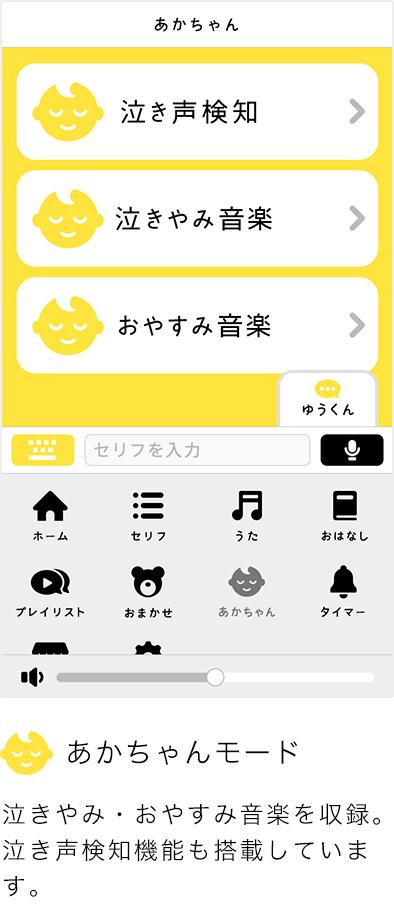 あかちゃん
泣き声検知
泣きやみ音楽
おやすみ音楽
ゆうくん
セリフを入力
ホーム
セリフ
うた
おはなし
プレイリスト
おまかせ
あかちゃん
タイマー
あかちゃんモード
泣きやみ・おやすみ音楽を収録。
泣き声検知機能も搭載していま
す。